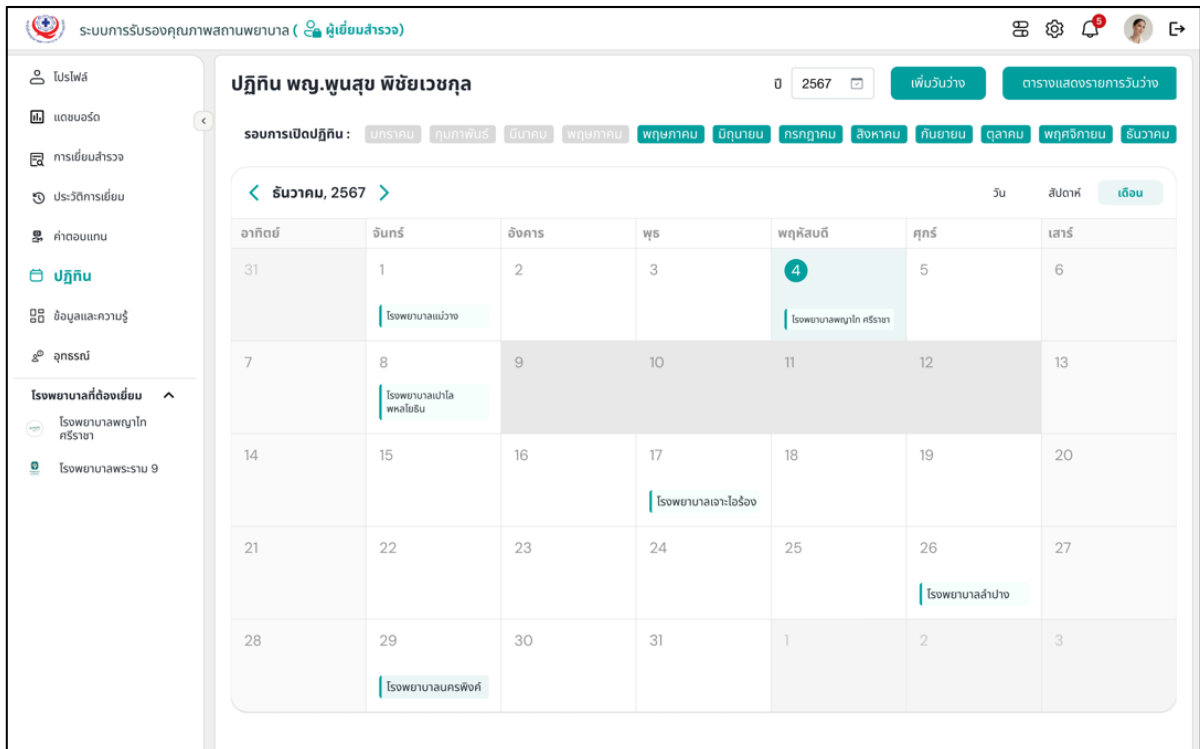 ระบบการรับรองคุณภาพสถานพยาบาล ( ผู้เยี่ยมสำรวจ)
5
โปรไฟล์
แดชบอร์ด
การเยี่ยมสำรวจ
ประวัติการเยี่ยม
ค่าตอบแทน
ปฏิทิน
ข้อมูลและความรู้
อุทธรณ์
โรงพยาบาลที่ต้องเยี่ยม
โรงพยาบาลพญาไท
ศรีราชา
โรงพยาบาลพระราม 9
ปฏิทิน พญ.พูนสุข พิชัยเวชกุล
ปี 2567 เพิ่มวันว่าง ตารางแสดงรายการวันว่าง
รอบการเปิดปฏิทิน : มกราคม กุมภาพันธ์ มีนาคม พฤษภาคม พฤษภาคม มิถุนายน กรกฎาคม สิงหาคม กันยายน ตุลาคม พฤศจิกายน ธันวาคม
ธันวาคม, 2567 วัน สัปดาห์ เดือน
อาทิตย์ จันทร์ อังคาร พุธ พฤหัสบดี ศุกร์ เสาร์
31 1 2 3 4 5 6
โรงพยาบาลแม่วาง โรงพยาบาลพญาไท ศรีราชา
7 8 9 10 11 12 13
โรงพยาบาลเปาโล
พหลโยธิน
14 15 16 17 18 19 20
โรงพยาบาลเจาะไอร้อง
21 22 23 24 25 26 27
โรงพยาบาลลำปาง
28 29 30 31 1 2 3
โรงพยาบาลนครพิงค์